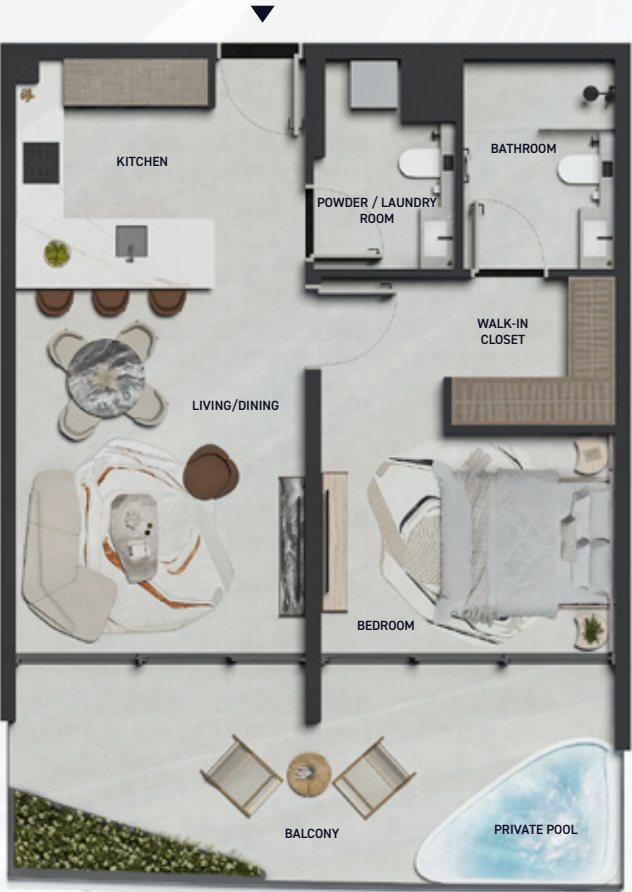 KITCHEN
BATHROOM
POWDER / LAUNDRY
ROOM
WALK-IN
CLOSET
LIVING/DINING
BEDROOM
BALCONY
PRIVATE POOL